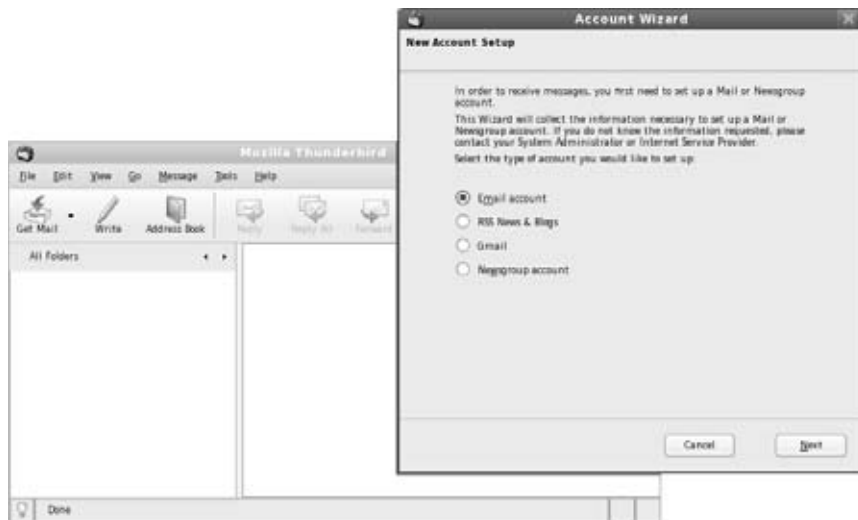 Account Wizard
New Account Setup
In order to receive messages, you first need to set up a Mail or Newsgroup
account.
This Wizard will collect the information necessary to set up a Mail or
Newsgroup account. If you do not know the information requested, please
contact your System Administrator or Internet Service Provider.
Select the type of account you would like to set up:
Email account
RSS News & Blogs
Gmail
Newsgroup account
Cancel
Next
Mozilla Thunderbird
File Edit View Go Message Tools Help
Get Mail Write Address Book Reply Reply All Forward
All Folders
Done